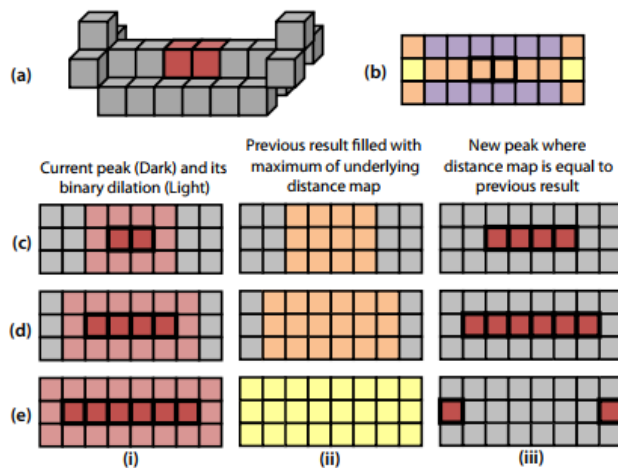 (a)
(b)
Current peak (Dark) and its
binary dilation (Light)
Previous result filled with
maximum of underlying
distance map
New peak where
distance map is equal to
previous result
(c)
(d)
(e)
(i)
(ii)
(iii)